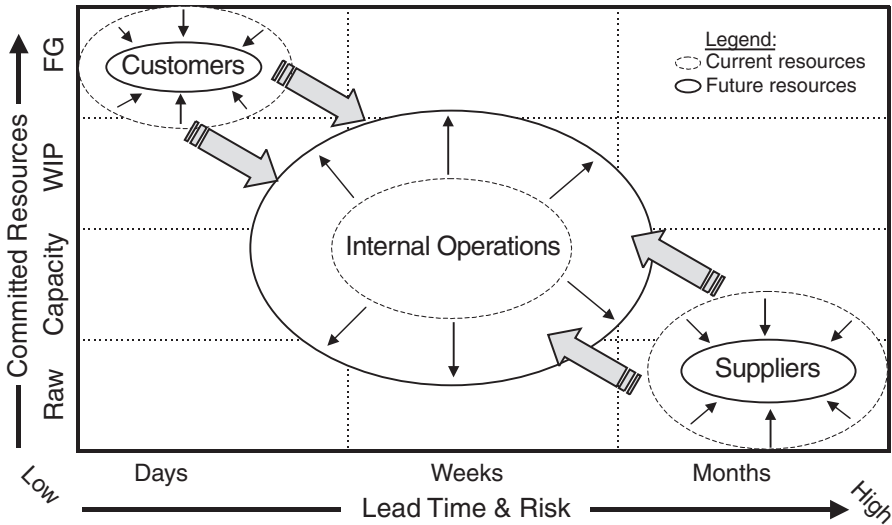 Legend:
Current resources
Future resources
Customers
Internal Operations
Suppliers
Committed Resources
FG
WIP
Capacity
Raw
Low
Days
Weeks
Months
High
Lead Time & Risk